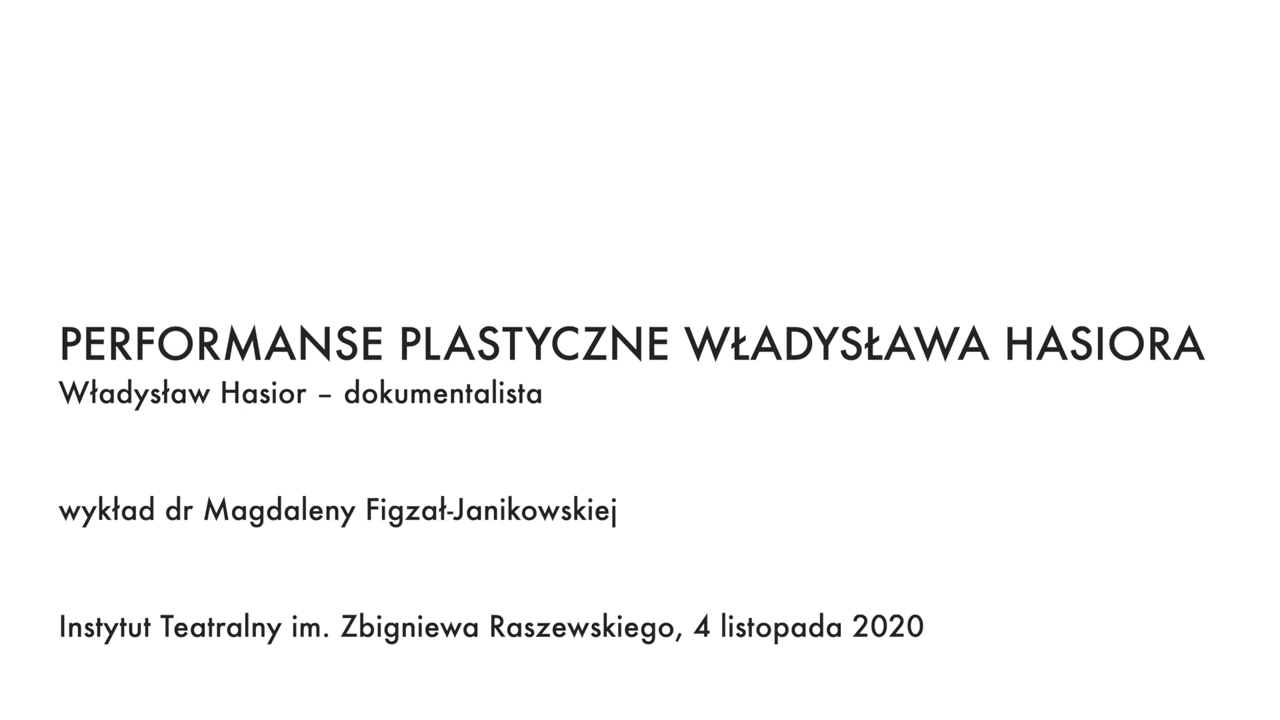 PERFORMANSE PLASTYCZNE WŁADYSŁAWA HASIORA
Władysław Hasior – dokumentalista
wykład dr Magdaleny Figzał-Janikowskiej
Instytut Teatralny im. Zbigniewa Raszewskiego, 4 listopada 2020